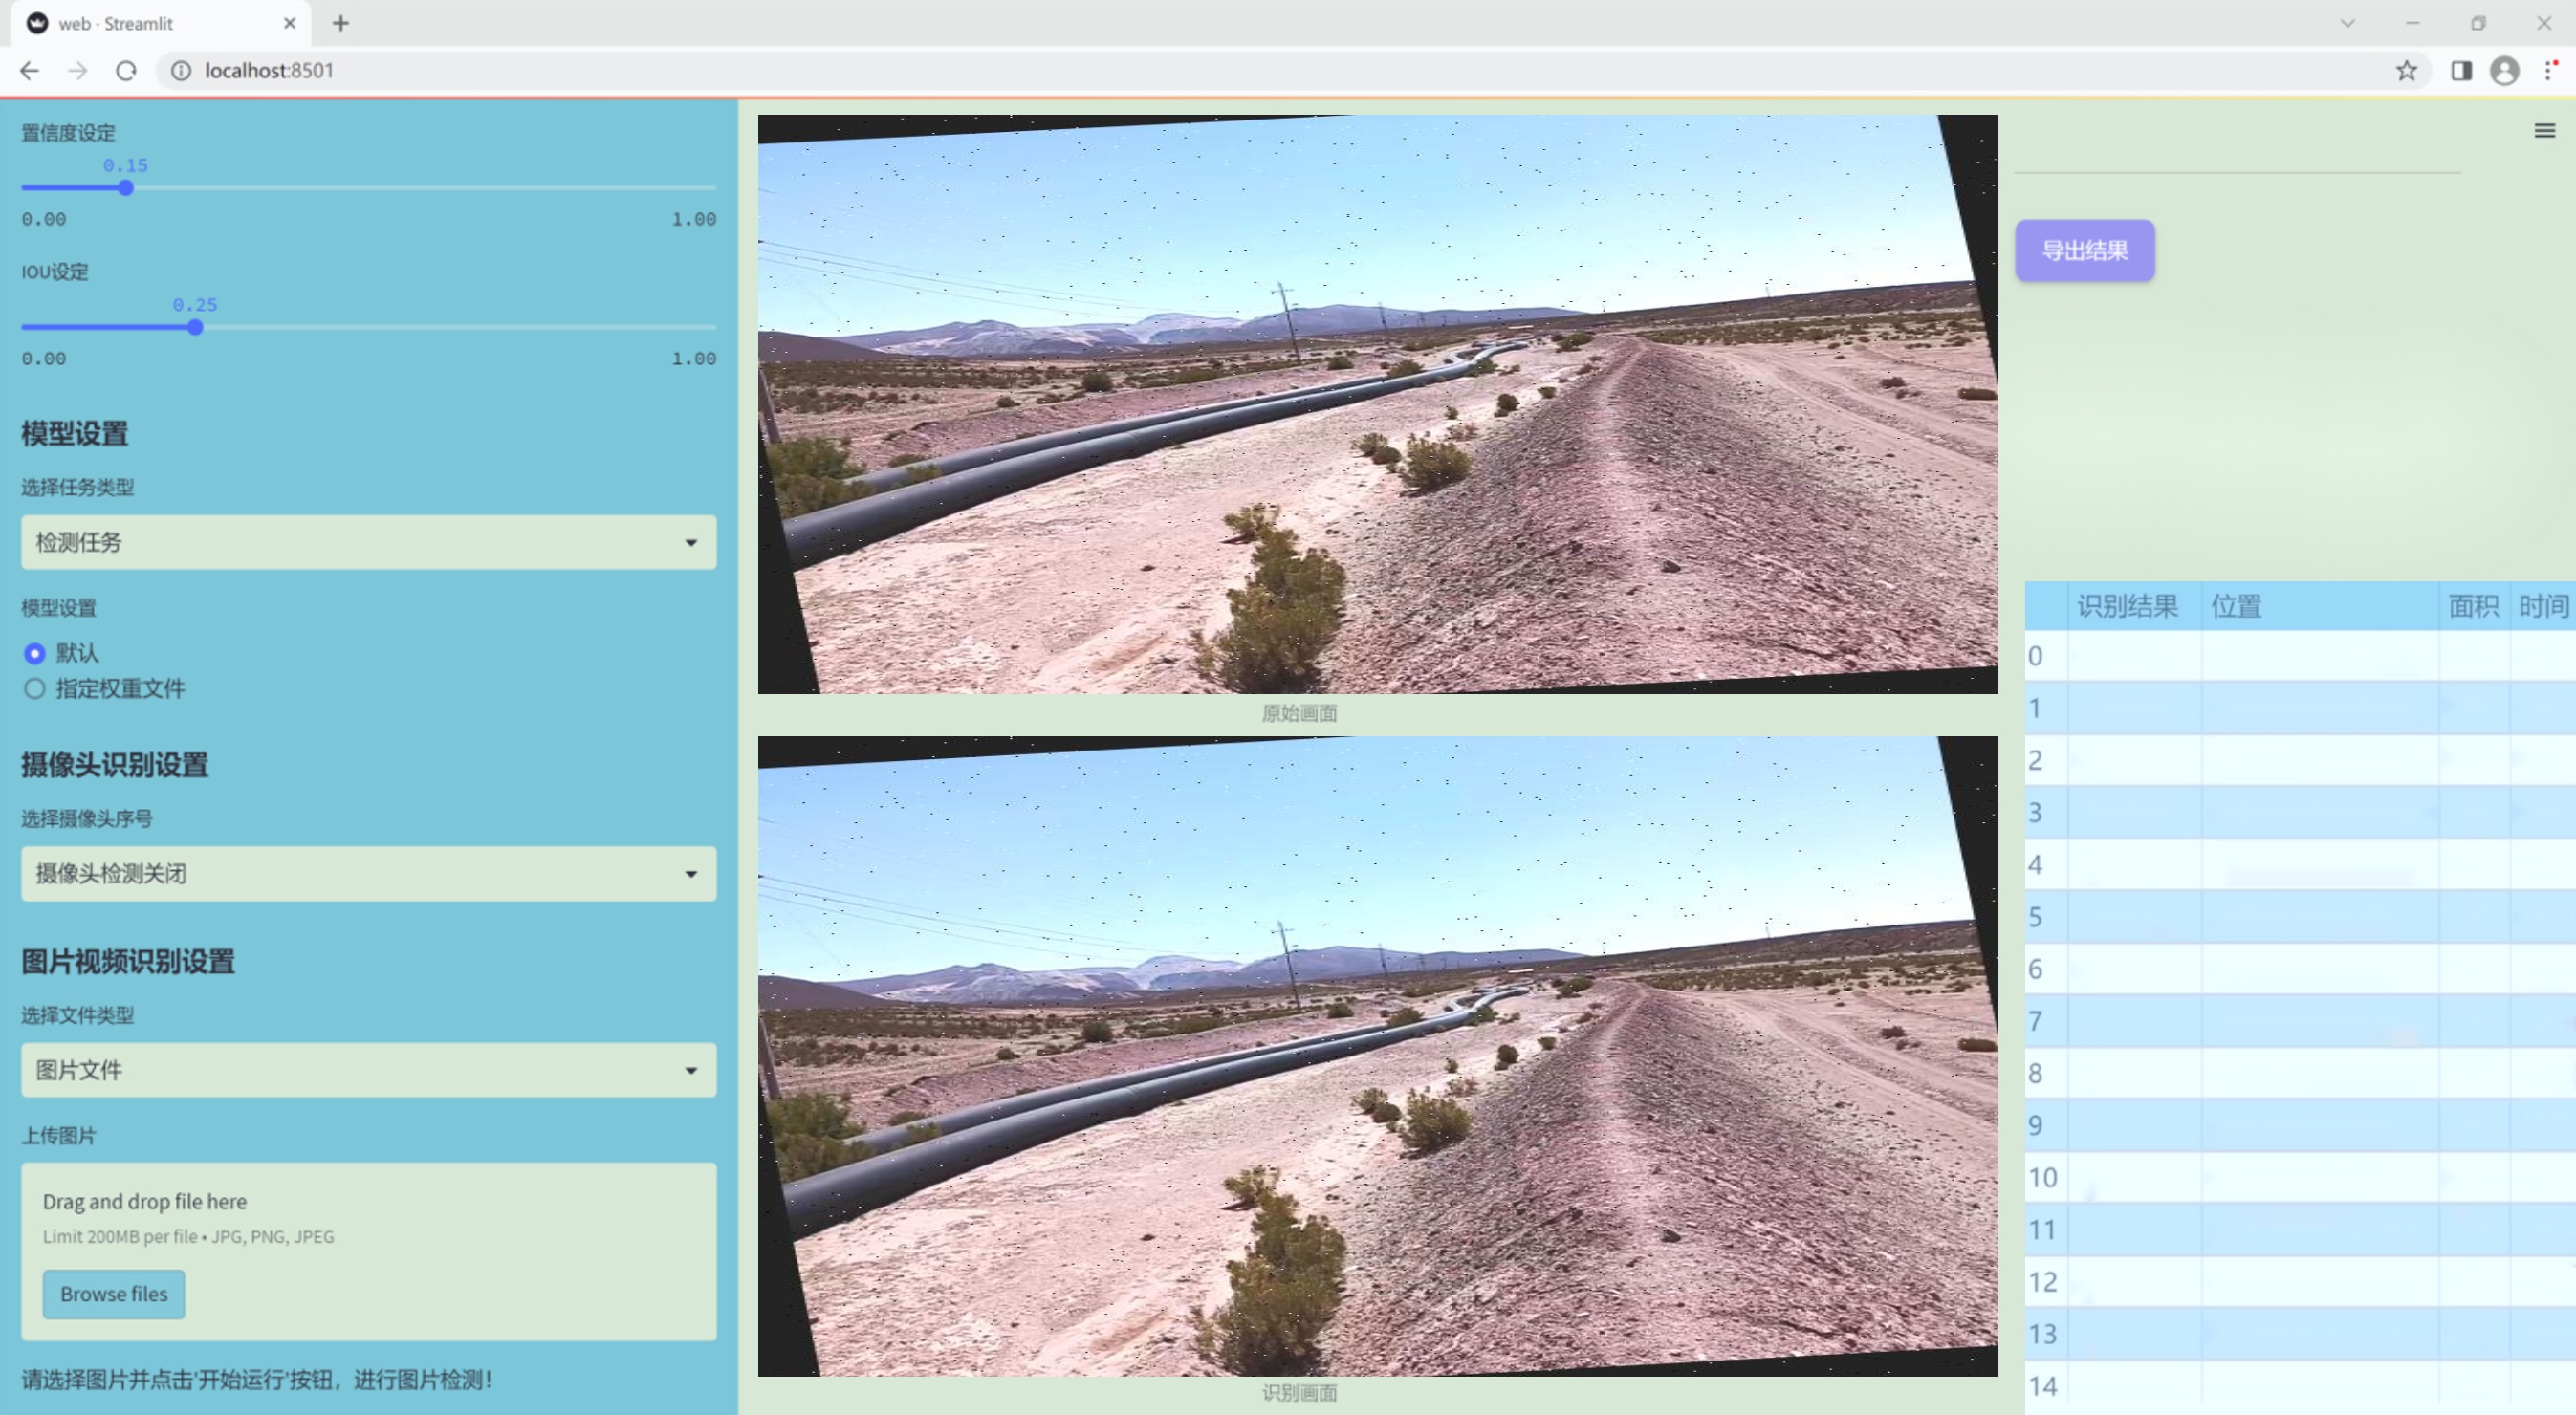 web · Streamlit
localhost:8501
置信度设定
0.15
0.00 1.00
IOU设定
0.25
0.00 1.00
模型设置
选择任务类型
检测任务
模型设置
默认
指定权重文件
摄像头识别设置
选择摄像头序号
摄像头检测关闭
图片视频识别设置
选择文件类型
图片文件
上传图片
Drag and drop file here
Limit 200MB per file • JPG, PNG, JPEG
Browse files
请选择图片并点击'开始运行'按钮，进行图片检测!
原始画面
识别画面
导出结果
识别结果 位置 面积 时间
0
1
2
3
4
5
6
7
8
9
10
11
12
13
14